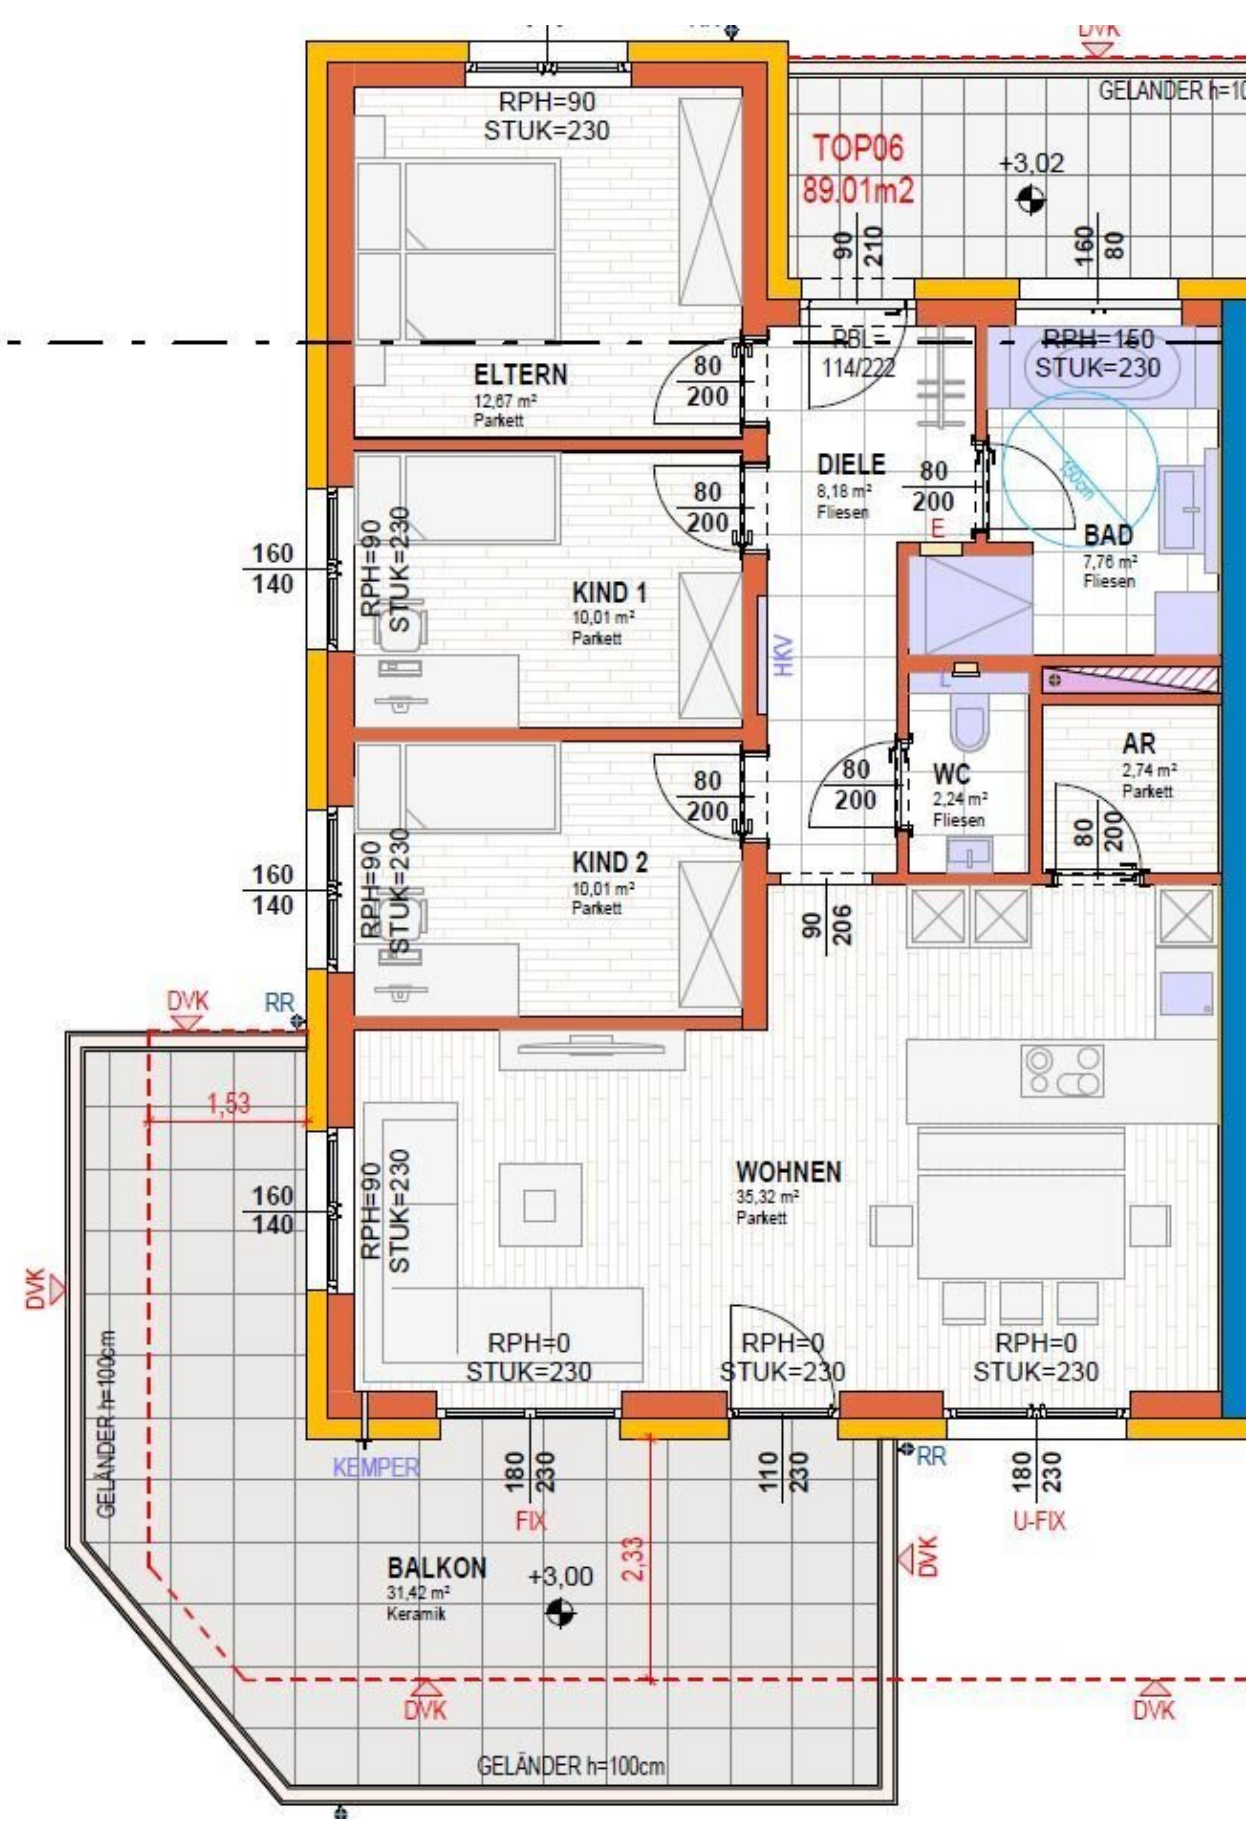 DVK
GELANDER h=10
RPH=90
STUK=230
TOP06
89.01m2
+3,02
90
210
160
80
RBL=
114/222
RPH=150
STUK=230
ELTERN
12,67 m²
Parkett
80
200
80
200
DIELE
8,18 m²
Fliesen
80
200
E
150cm
BAD
7,76 m²
Fliesen
160
140
RPH=90
STUK=230
KIND 1
10,01 m²
Parkett
HKV
L
AR
2,74 m²
Parkett
80
200
WC
2,24 m²
Fliesen
80
200
80
200
160
140
RPH=90
STUK=230
KIND 2
10,01 m²
Parkett
90
206
DVK
RR
1,53
160
140
RPH=90
STUK=230
WOHNEN
35,32 m²
Parkett
DVK
GELÄNDER h=100cm
RPH=0
STUK=230
RPH=0
STUK=230
RPH=0
STUK=230
KEMPER
180
230
FIX
110
230
RR
180
230
U-FIX
2,33
DVK
BALKON
31,42 m²
Keramik
+3,00
DVK
DVK
GELÄNDER h=100cm